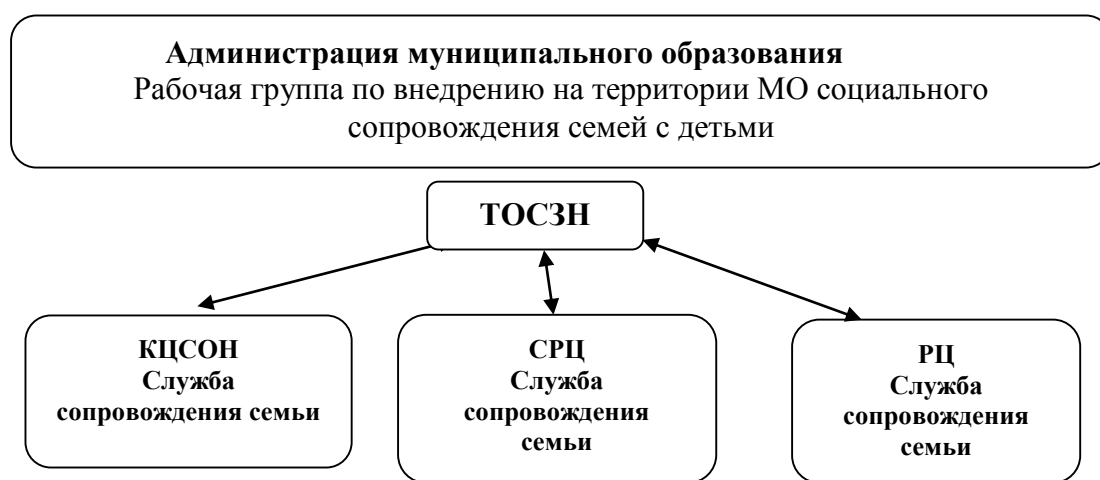 Администрация муниципального образования
Рабочая группа по внедрению на территории МО социального
сопровождения семей с детьми
ТОСЗН
КЦСОН
Служба
сопровождения семьи
СРЦ
Служба
сопровождения
семьи
РЦ
Служба
сопровождения
семьи